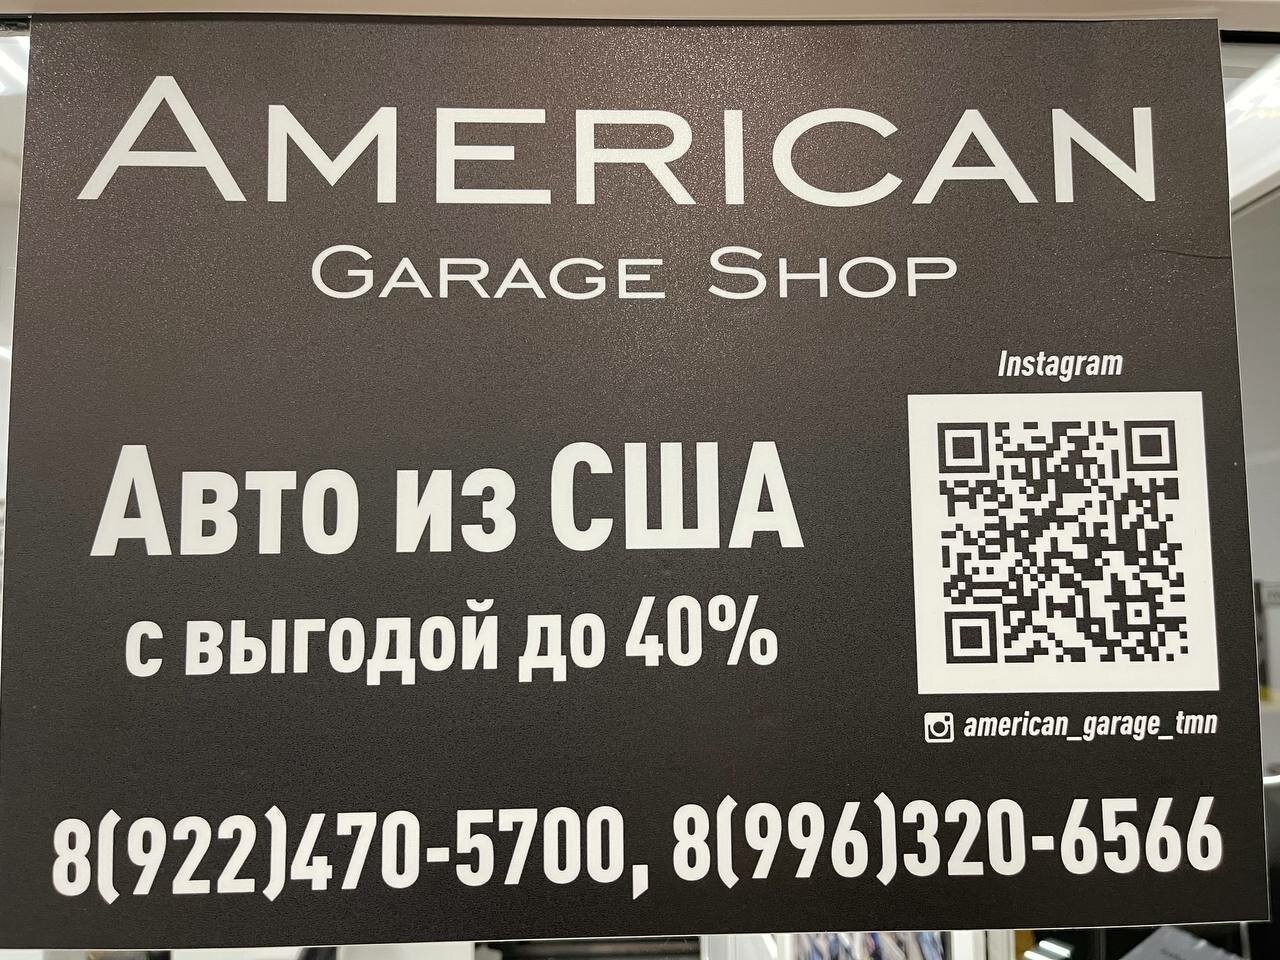 AMERICAN
GARAGE SHOP
Instagram
АВТО ИЗ США
С ВЫГОДОЙ ДО 40%
american_garage_tmn
8(922)470-5700, 8(996)320-6566